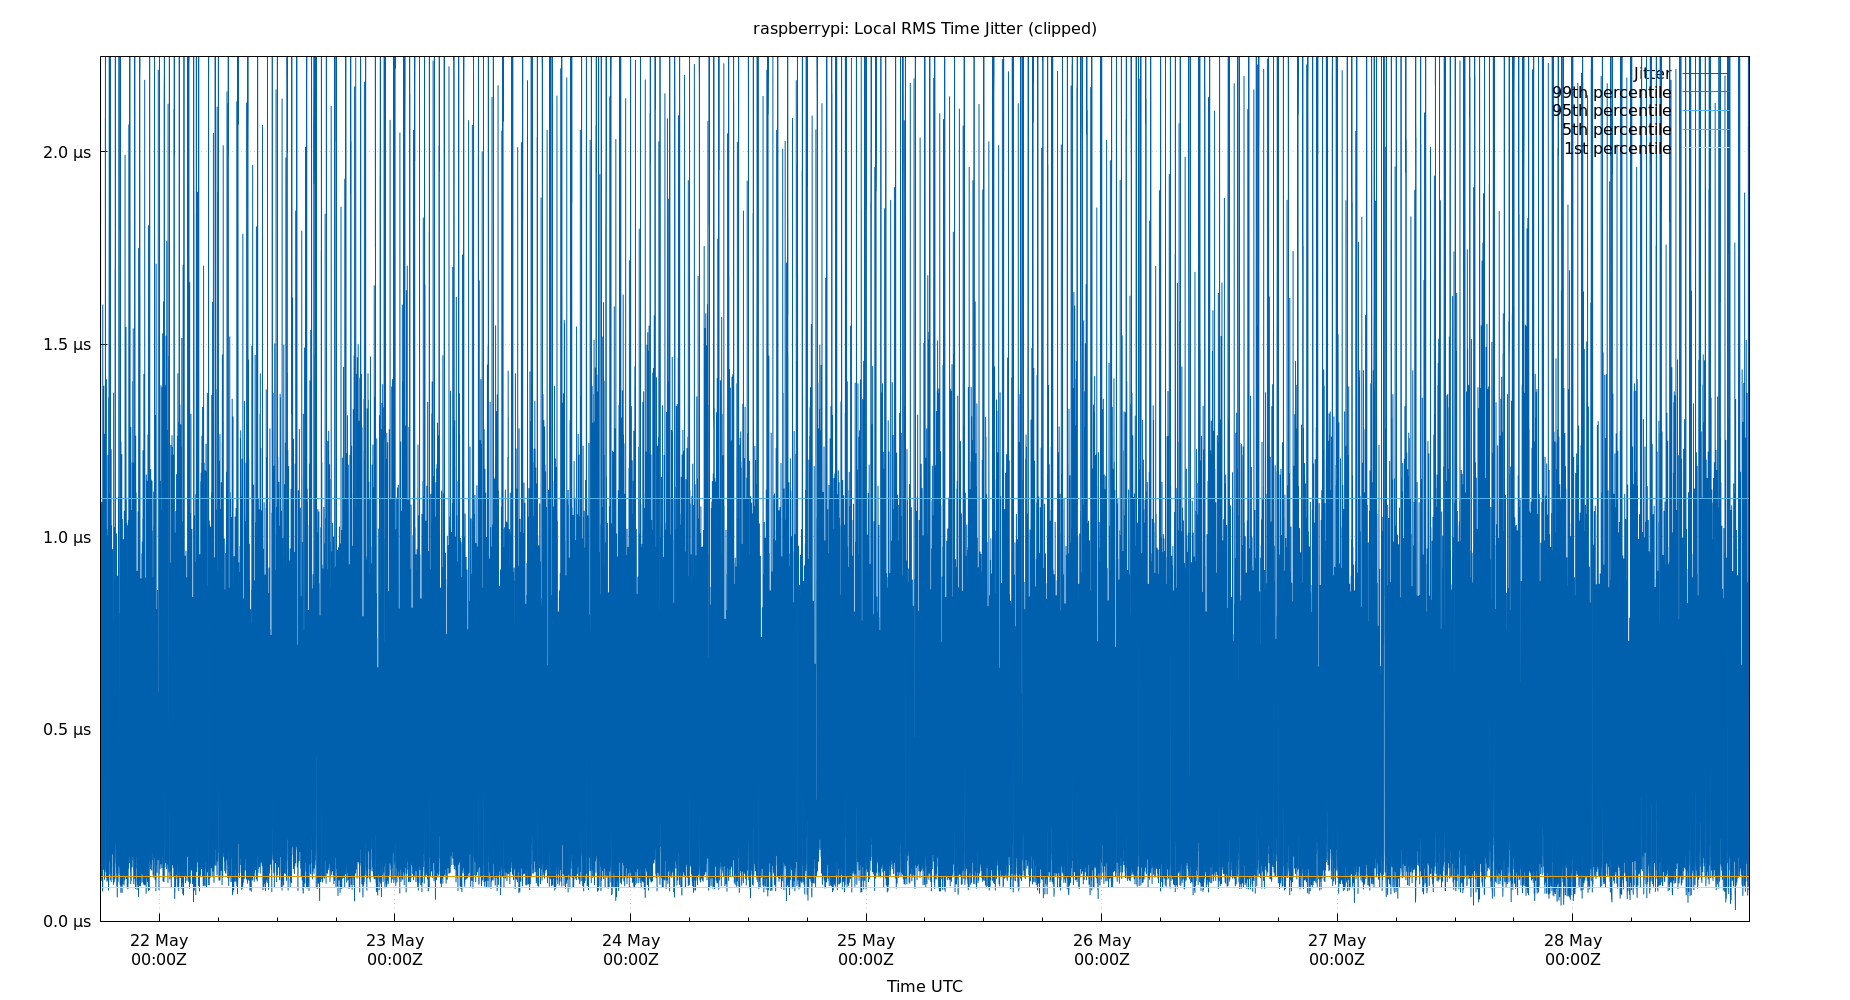 raspberrypi: Local RMS Time Jitter (clipped)
Jitter
99th percentile
95th percentile
5th percentile
1st percentile
2.0 µs
1.5 µs
1.0 µs
0.5 µs
0.0 µs
22 May 23 May 24 May 25 May 26 May 27 May 28 May
00:00Z 00:00Z 00:00Z 00:00Z 00:00Z 00:00Z 00:00Z
Time UTC